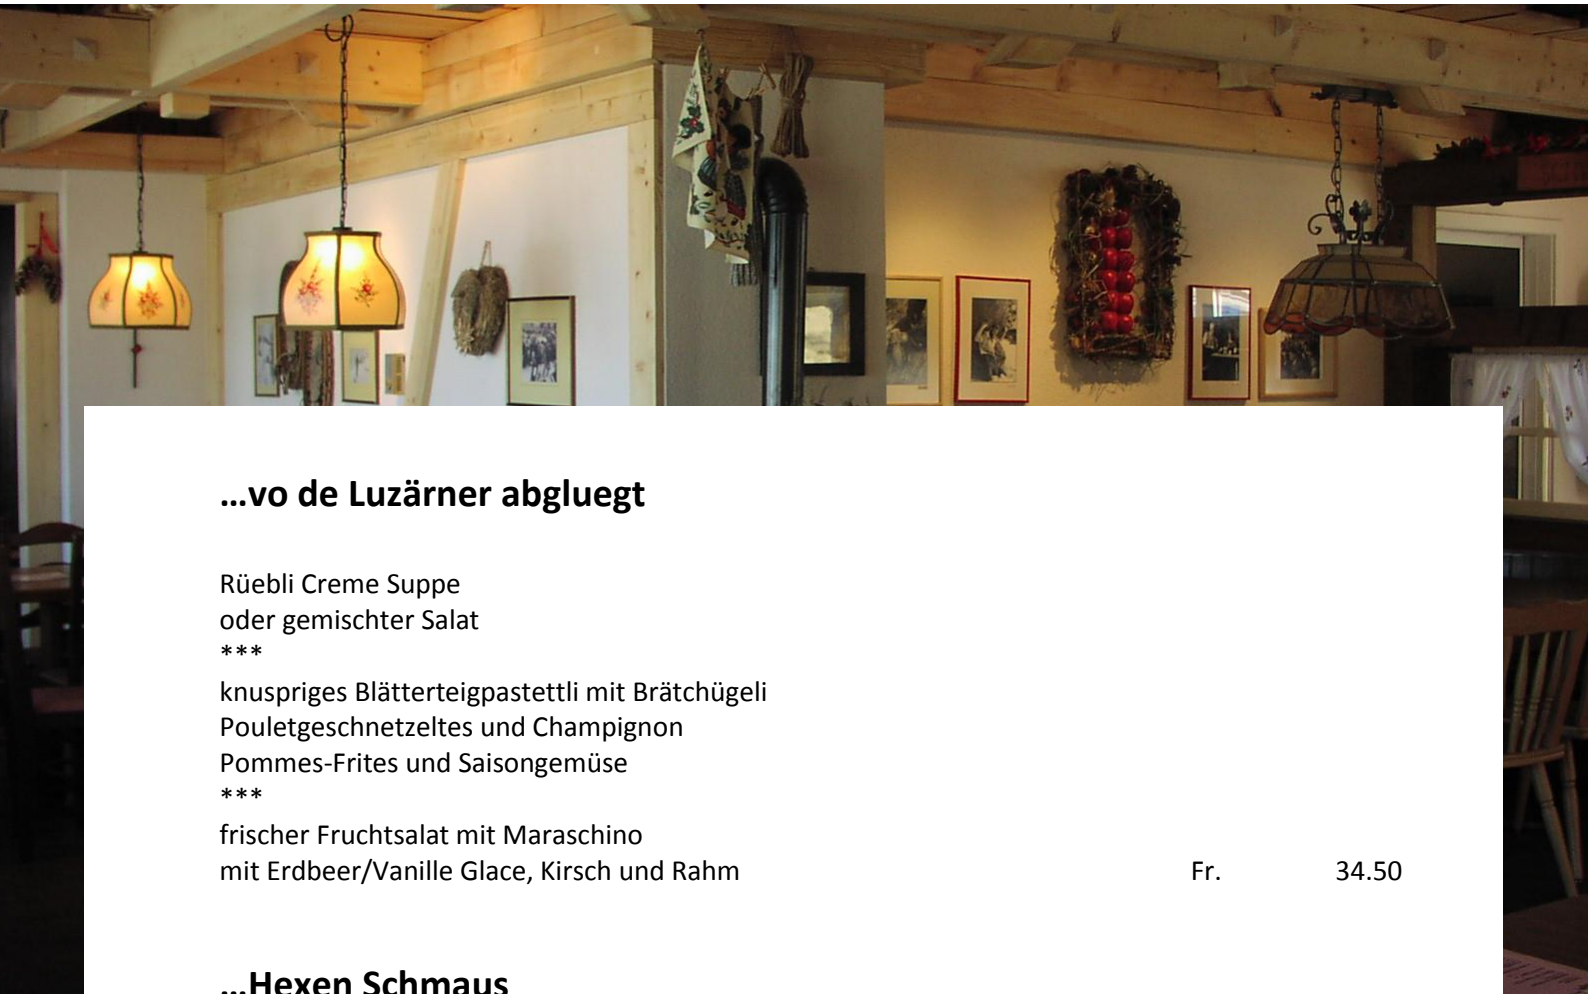 …vo de Luzärner abgluegt
Rüebli Creme Suppe
oder gemischter Salat
***
knuspriges Blätterteigpastettli mit Brätchügeli
Pouletgeschnetzeltes und Champignon
Pommes-Frites und Saisongemüse
***
frischer Fruchtsalat mit Maraschino
mit Erdbeer/Vanille Glace, Kirsch und Rahm Fr. 34.50
…Hexen Schmaus